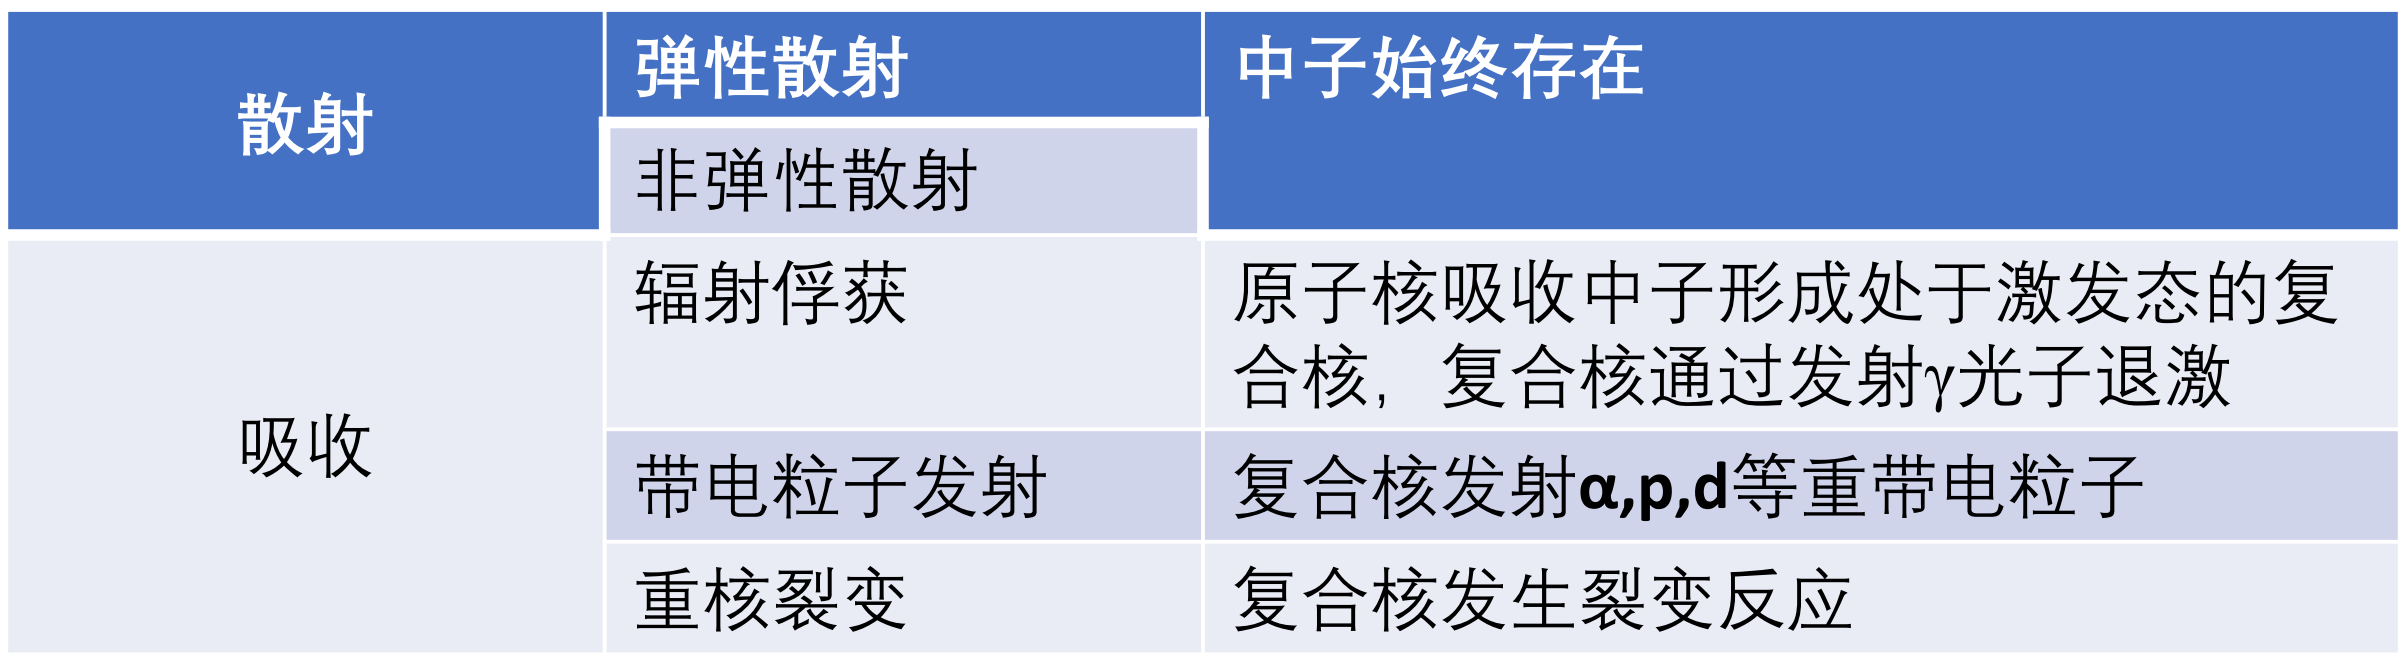 散射
弹性散射
中子始终存在
非弹性散射
吸收
辐射俘获
原子核吸收中子形成处于激发态的复
合核，复合核通过发射γ光子退激
带电粒子发射
复合核发射α,p,d等重带电粒子
重核裂变
复合核发生裂变反应